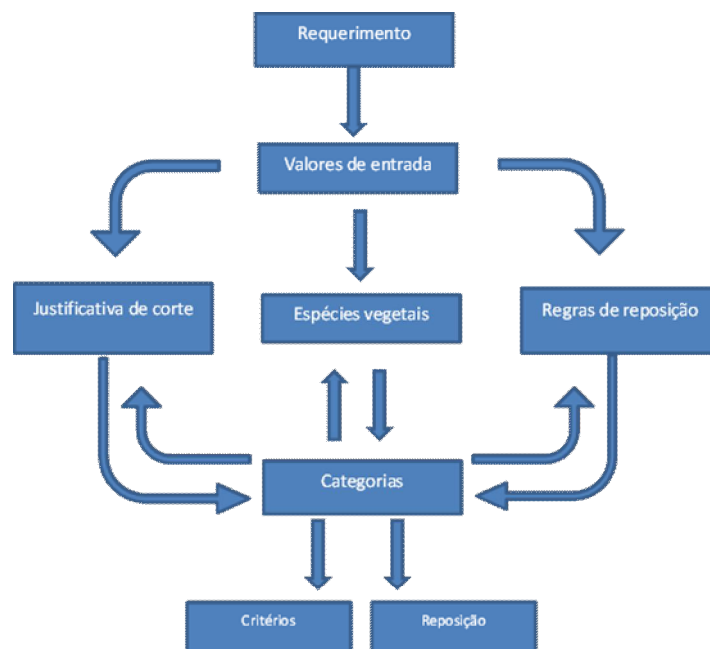 Requerimento
Valores de entrada
Justificativa de corte
Espécies vegetais
Regras de reposição
Categorias
Critérios
Reposição